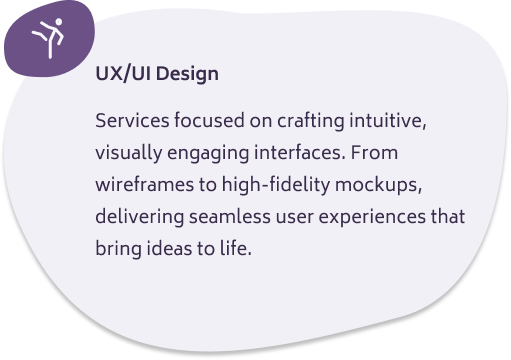 UX/UI Design
Services focused on crafting intuitive,
visually engaging interfaces. From
wireframes to high-fidelity mockups,
delivering seamless user experiences that
bring ideas to life.